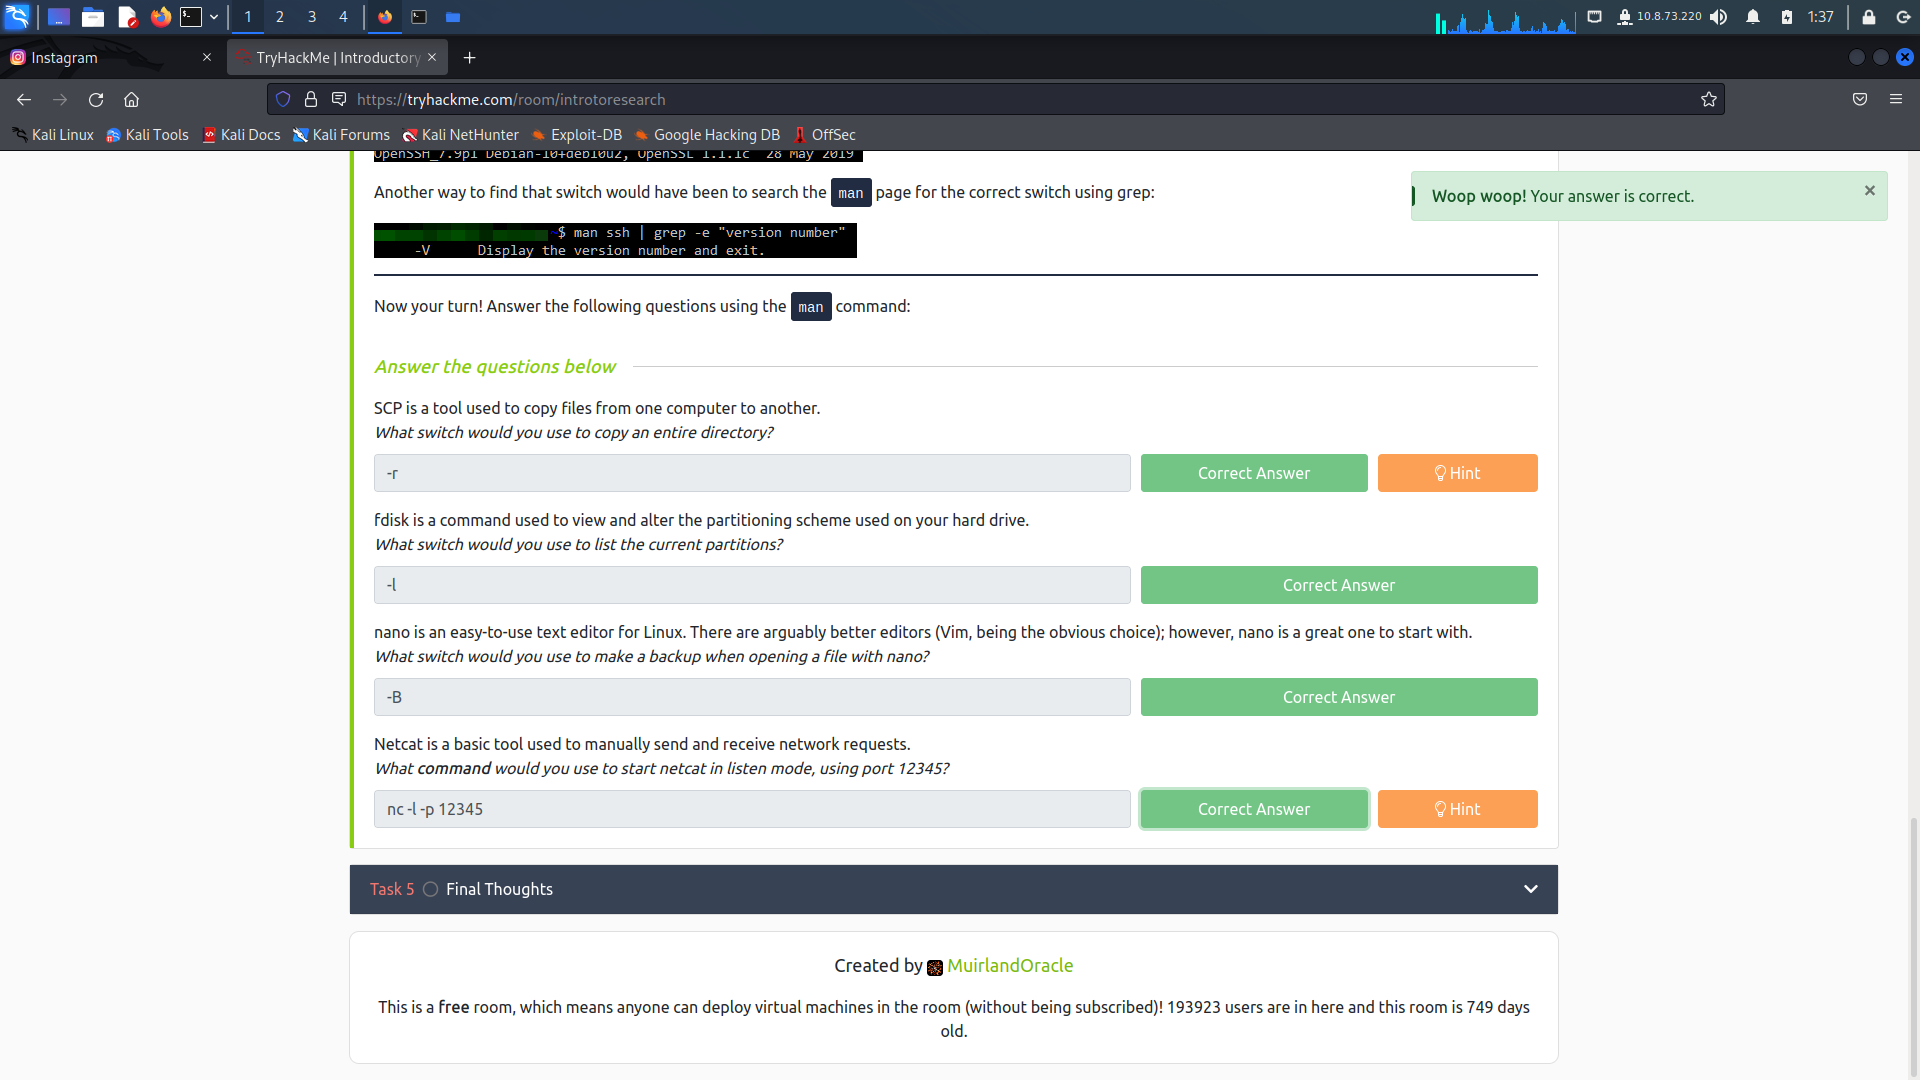 1 2 3 4
10.8.73.220
1:37
Instagram
TryHackMe | Introductory
https://tryhackme.com/room/introtoresearch
Kali Linux
Kali Tools
Kali Docs
Kali Forums
Kali NetHunter
Exploit-DB
Google Hacking DB
OffSec
OpenSSH_7.9p1 Debian-10+deb10u2, OpenSSL 1.1.1c 28 May 2019
Another way to find that switch would have been to search the man page for the correct switch using grep:
Woop woop! Your answer is correct.
~$ man ssh | grep -e "version number"
-V Display the version number and exit.
Now your turn! Answer the following questions using the man command:
Answer the questions below
SCP is a tool used to copy files from one computer to another.
What switch would you use to copy an entire directory?
-r
Correct Answer
Hint
fdisk is a command used to view and alter the partitioning scheme used on your hard drive.
What switch would you use to list the current partitions?
-l
Correct Answer
nano is an easy-to-use text editor for Linux. There are arguably better editors (Vim, being the obvious choice); however, nano is a great one to start with.
What switch would you use to make a backup when opening a file with nano?
-B
Correct Answer
Netcat is a basic tool used to manually send and receive network requests.
What command would you use to start netcat in listen mode, using port 12345?
nc -l -p 12345
Correct Answer
Hint
Task 5 Final Thoughts
Created by MuirlandOracle
This is a free room, which means anyone can deploy virtual machines in the room (without being subscribed)! 193923 users are in here and this room is 749 days
old.